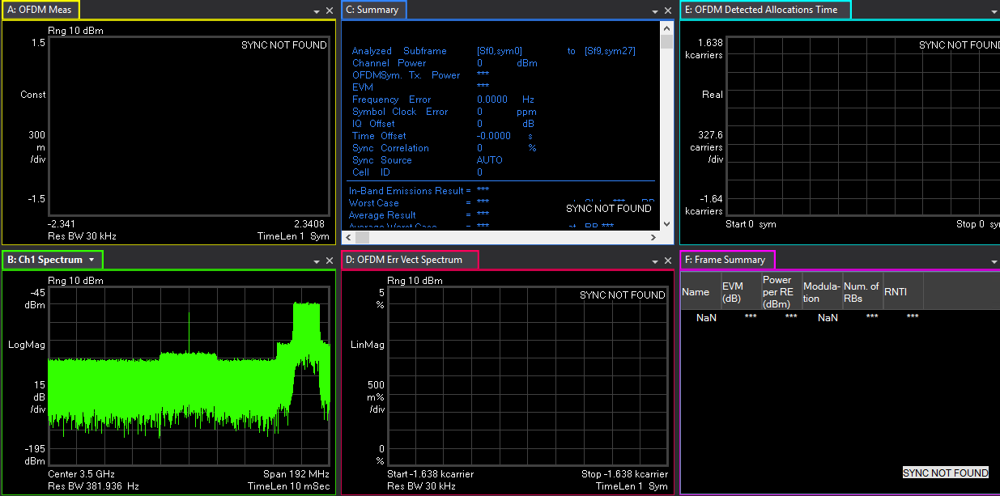 A: OFDM Meas
Rng 10 dBm
SYNC NOT FOUND
1.5
Const
300
m
/div
-1.5
-2.341
2.3408
Res BW 30 kHz
TimeLen 1 Sym
C: Summary
Analyzed Subframe [Sf0,sym0] to [Sf9,sym27]
Channel Power 0 dBm
OFDMSym. Tx. Power ***
EVM ***
Frequency Error 0.0000 Hz
Symbol Clock Error 0 ppm
IQ Offset 0 dB
Time Offset -0.0000 s
Sync Correlation 0 %
Sync Source AUTO
Cell ID 0
In-Band Emissions Result = ***
Worst Case = ***
SYNC NOT FOUND
Average Result = ***
Average Worst Case = *** at RB ***
E: OFDM Detected Allocations Time
SYNC NOT FOUND
1.638
kcarriers
Real
327.6
carriers
/div
-1.64
kcarriers
Start 0 sym
Stop 0 sy
B: Ch1 Spectrum
Rng 10 dBm
-45
dBm
LogMag
15
dB
/div
-195
dBm
Center 3.5 GHz
Span 192 MHz
Res BW 381.936 Hz
TimeLen 10 mSec
D: OFDM Err Vect Spectrum
Rng 10 dBm
SYNC NOT FOUND
5
%
LinMag
500
m%
/div
0
%
Start -1.638 kcarrier
Stop -1.638 kcarrier
Res BW 30 kHz
TimeLen 1 Sym
F: Frame Summary
Name
EVM
(dB)
Power
per RE
(dBm)
Modula-
tion
Num. of
RBs
RNTI
NaN *** *** NaN *** ***
SYNC NOT FOUND